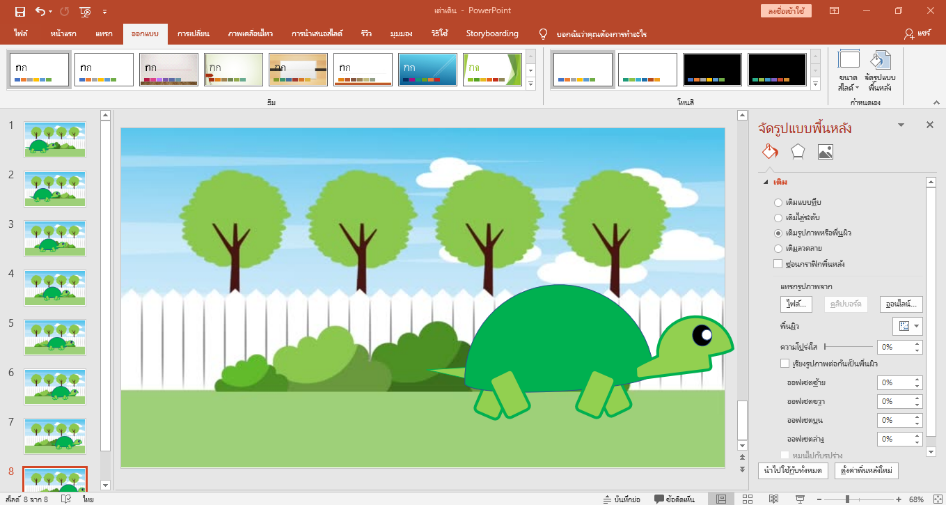 เต่าเดิน - PowerPoint
ลงชื่อเข้าใช้
ไฟล์ หน้าแรก แทรก ออกแบบ การเปลี่ยน ภาพเคลื่อนไหว การนำเสนอสไลด์ รีวิว มุมมอง วิธีใช้ Storyboarding บอกฉันว่าคุณต้องการทำอะไร แชร์
กก กก กก กก กก กก กก กก
ขนาดสไลด์
จัดรูปแบบพื้นหลัง
ธีม
กำหนดเอง
1
2
3
4
5
6
7
8
จัดรูปแบบพื้นหลัง
เติม
เติมแบบทึบ
เติมไล่ระดับ
เติมรูปภาพหรือพื้นผิว
เติมลวดลาย
ซ่อนกราฟิกพื้นหลัง
แทรกรูปภาพจาก
ไฟล์... คลิปบอร์ด ออนไลน์...
พื้นผิว
ความโปร่งใส 0%
เรียงรูปภาพต่อกันเป็นพื้นผิว
ออฟเซตซ้าย 0%
ออฟเซตขวา 0%
ออฟเซตบน 0%
ออฟเซตล่าง 0%
หมุนไปกับรูปร่าง
นำไปใช้กับทั้งหมด ตั้งค่าพื้นหลังใหม่
สไลด์ 8 จาก 8 ไทย บันทึกย่อ ข้อคิดเห็น 68%